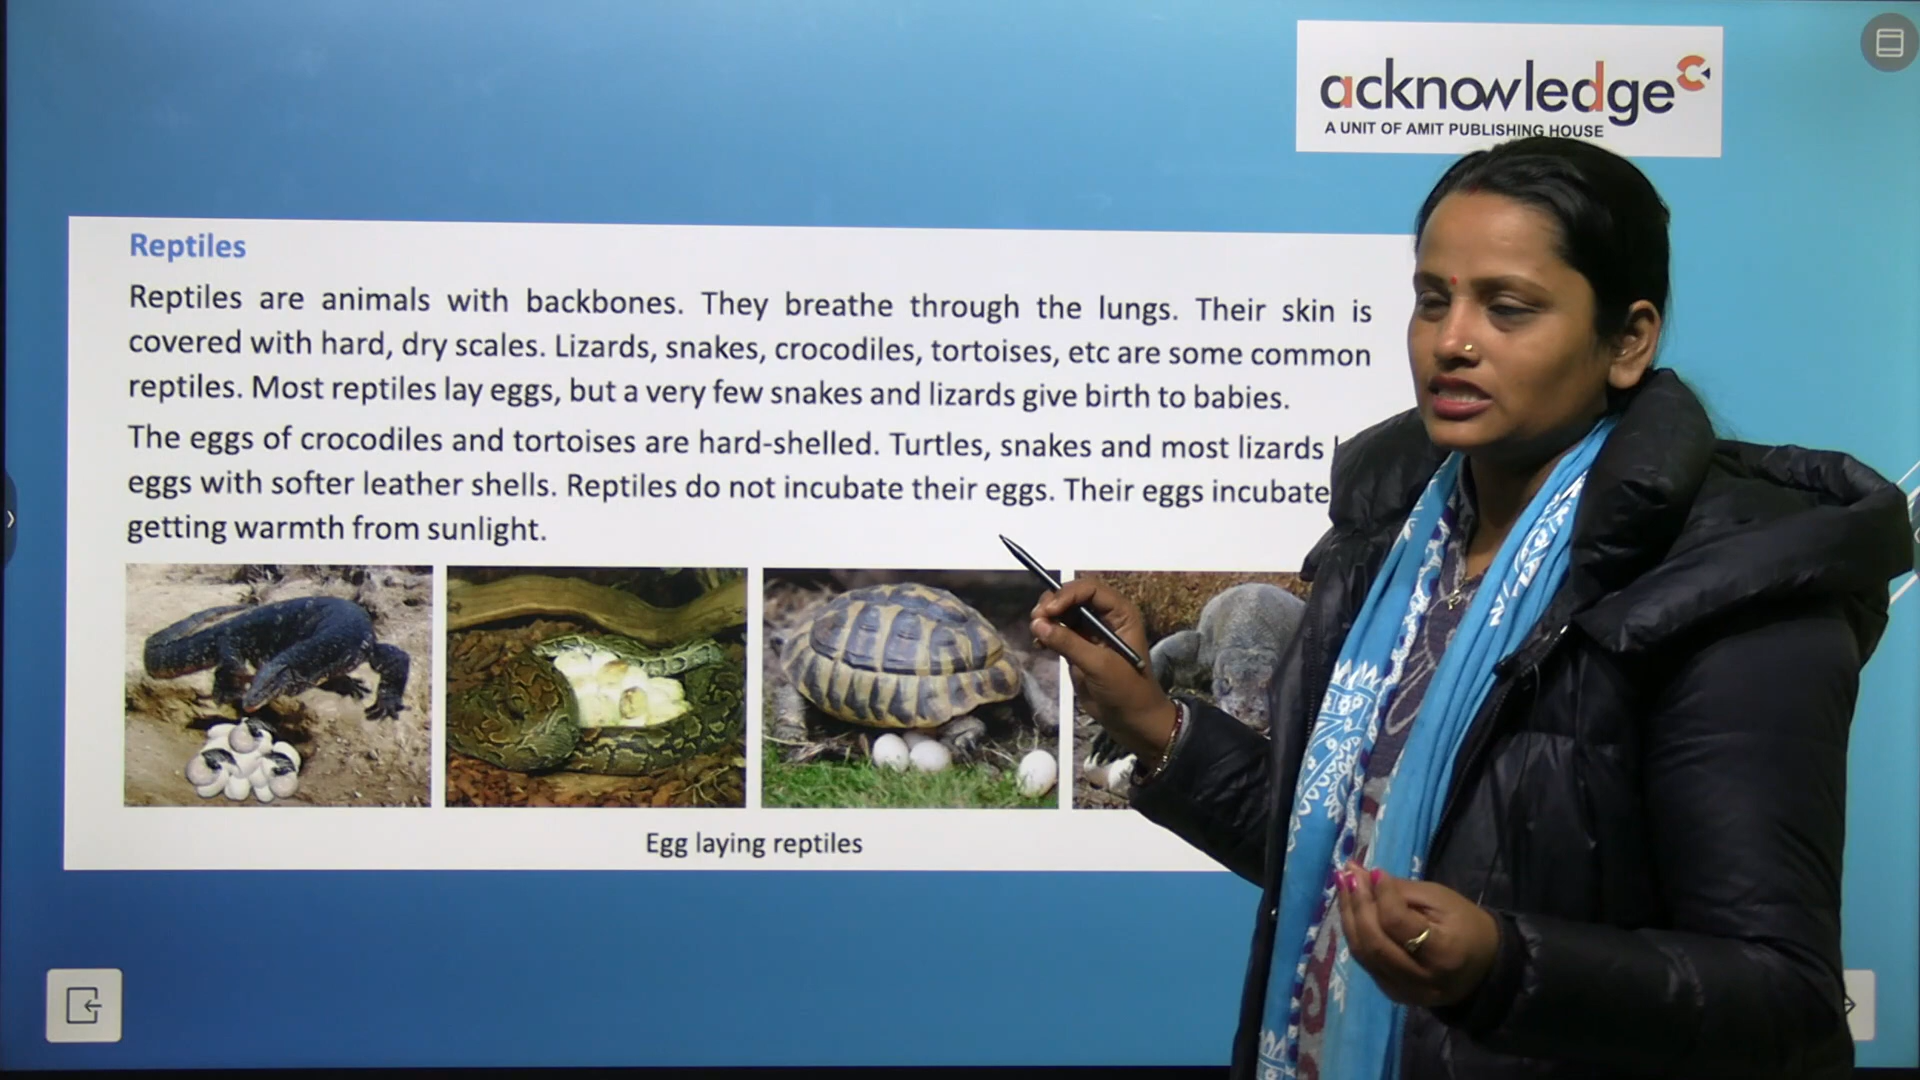 acknowledge
A UNIT OF AMIT PUBLISHING HOUSE
Reptiles
Reptiles are animals with backbones. They breathe through the lungs. Their skin is
covered with hard, dry scales. Lizards, snakes, crocodiles, tortoises, etc are some common
reptiles. Most reptiles lay eggs, but a very few snakes and lizards give birth to babies.
The eggs of crocodiles and tortoises are hard-shelled. Turtles, snakes and most lizards
eggs with softer leather shells. Reptiles do not incubate their eggs. Their eggs incubate
getting warmth from sunlight.
Egg laying reptiles